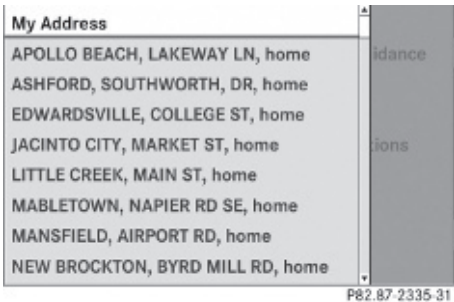 My Address
APOLLO BEACH, LAKEWAY LN, home
idance
ASHFORD, SOUTHWORTH, DR, home
EDWARDSVILLE, COLLEGE ST, home
JACINTO CITY, MARKET ST, home
tions
LITTLE CREEK, MAIN ST, home
MABLETOWN, NAPIER RD SE, home
MANSFIELD, AIRPORT RD, home
NEW BROCKTON, BYRD MILL RD, home
P82.87-2335-31